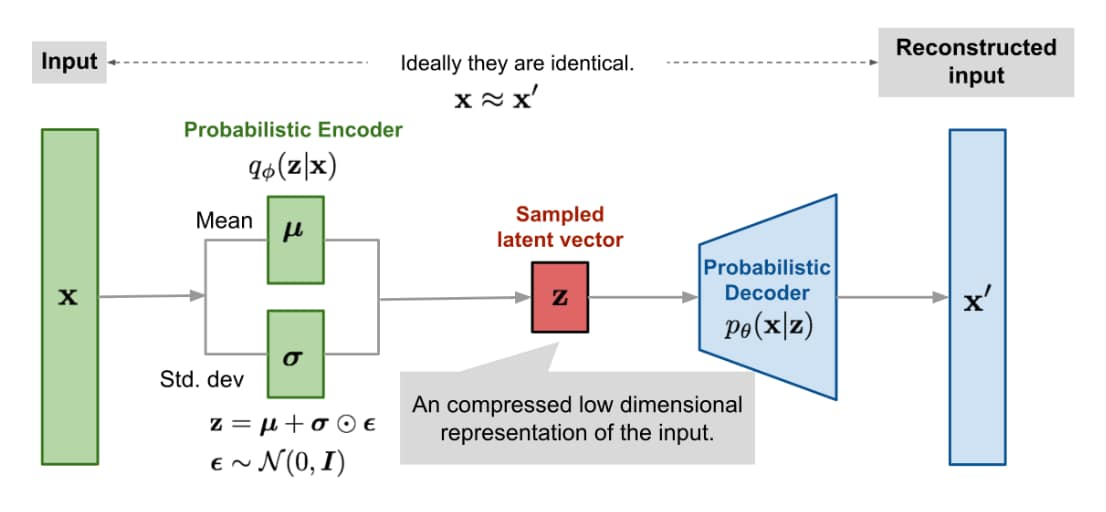 Input
Ideally they are identical.
x ≈ x′
Reconstructed
input
Probabilistic Encoder
qϕ(z|x)
Mean
μ
x
σ
Std. dev
z = μ + σ ⊙ ϵ
ϵ ∼ 𝒩(0, I)
Sampled
latent vector
z
An compressed low dimensional
representation of the input.
Probabilistic
Decoder
pθ(x|z)
x′